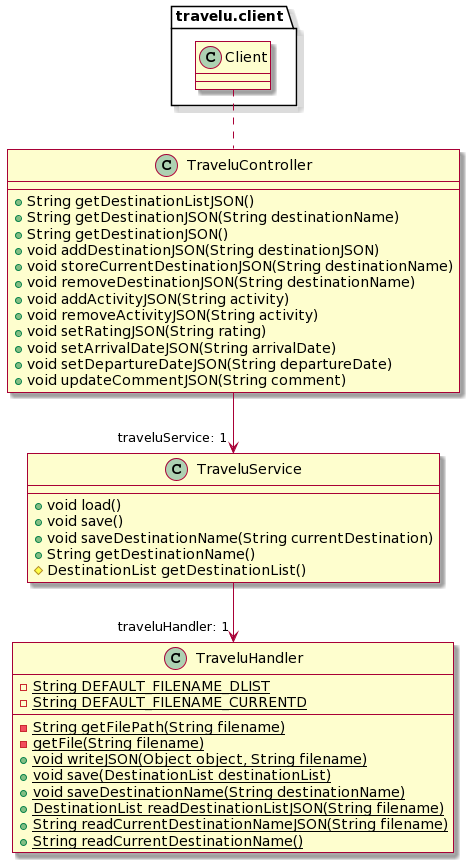 travelu.client
C Client
C TraveluController
String getDestinationListJSON()
String getDestinationJSON(String destinationName)
String getDestinationJSON()
void addDestinationJSON(String destinationJSON)
void storeCurrentDestinationJSON(String destinationName)
void removeDestinationJSON(String destinationName)
void addActivityJSON(String activity)
void removeActivityJSON(String activity)
void setRatingJSON(String rating)
void setArrivalDateJSON(String arrivalDate)
void setDepartureDateJSON(String departureDate)
void updateCommentJSON(String comment)
traveluService: 1
C TraveluService
void load()
void save()
void saveDestinationName(String currentDestination)
String getDestinationName()
DestinationList getDestinationList()
traveluHandler: 1
C TraveluHandler
String DEFAULT_FILENAME_DLIST
String DEFAULT_FILENAME_CURRENTD
String getFilePath(String filename)
getFile(String filename)
void writeJSON(Object object, String filename)
void save(DestinationList destinationList)
void saveDestinationName(String destinationName)
DestinationList readDestinationListJSON(String filename)
String readCurrentDestinationNameJSON(String filename)
String readCurrentDestinationName()